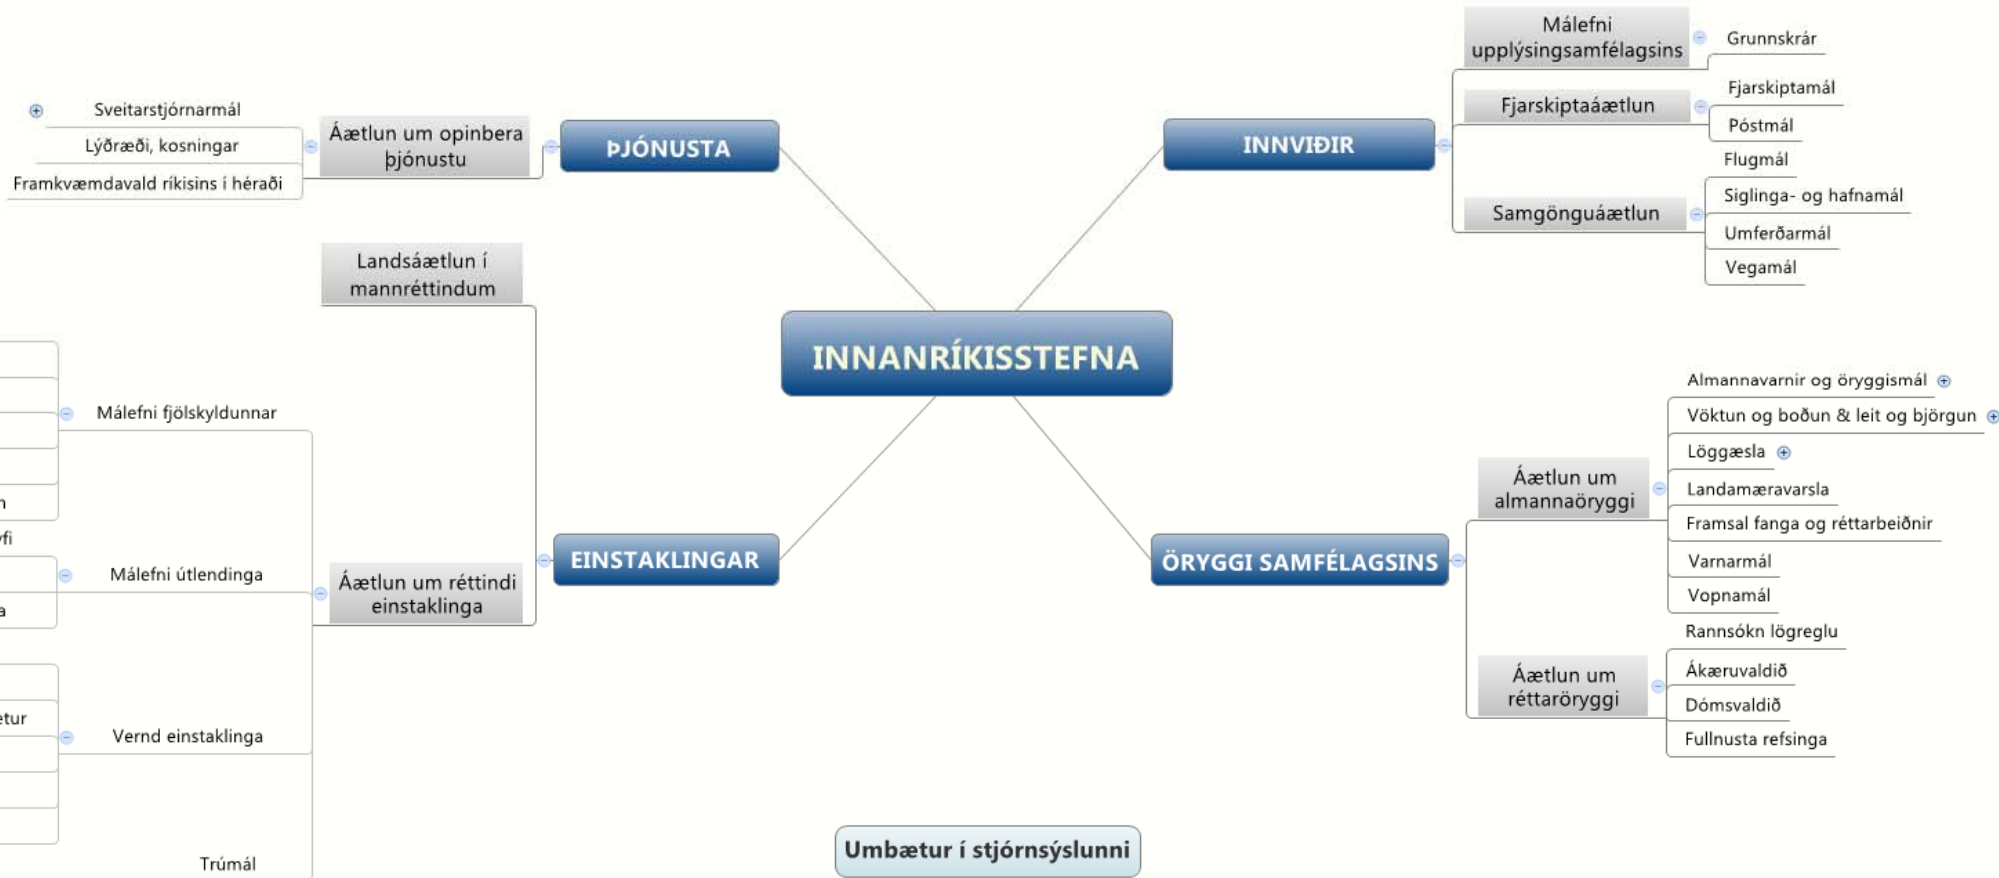 Málefni
upplýsingsamfélagsins
Grunnskrár
Fjarskiptaáætlun
Fjarskiptamál
Póstmál
Flugmál
Samgönguáætlun
Siglinga- og hafnamál
Umferðarmál
Vegamál
INNVIÐIR
Sveitarstjórnarmál
Lýðræði, kosningar
Framkvæmdavald ríkisins í héraði
Áætlun um opinbera
þjónustu
ÞJÓNUSTA
INNANRÍKISSTEFNA
Landsáætlun í
mannréttindum
Málefni fjölskyldunnar
Málefni útlendinga
Vernd einstaklinga
Trúmál
Áætlun um réttindi
einstaklinga
EINSTAKLINGAR
ÖRYGGI SAMFÉLAGSINS
Áætlun um
almannaöryggi
Almannavarnir og öryggismál
Vöktun og boðun & leit og björgun
Löggæsla
Landamæravarsla
Framsal fanga og réttarbeiðnir
Varnarmál
Vopnamál
Áætlun um
réttaröryggi
Rannsókn lögreglu
Ákæruvaldið
Dómsvaldið
Fullnusta refsinga
Umbætur í stjórnsýslunni